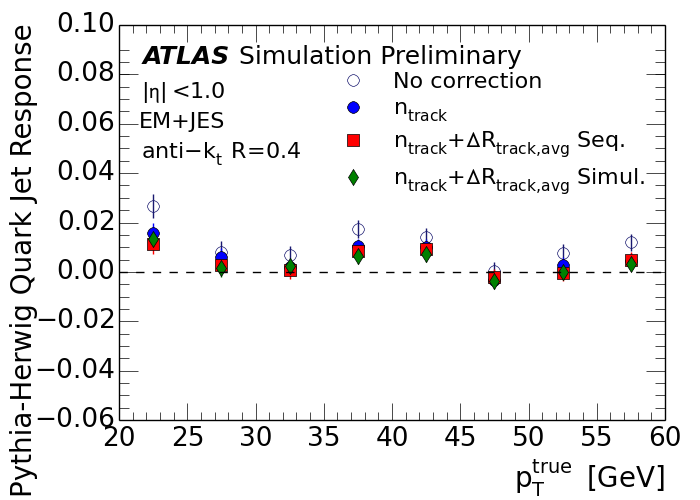 Pythia-Herwig Quark Jet Response
0.10
0.08
0.06
0.04
0.02
0.00
−0.02
−0.04
−0.06
ATLAS Simulation Preliminary
|η|<1.0
EM+JES
anti−kt R=0.4
No correction
ntrack
ntrack+ΔRtrack,avg Seq.
ntrack+ΔRtrack,avg Simul.
20 25 30 35 40 45 50 55 60
pTtrue [GeV]